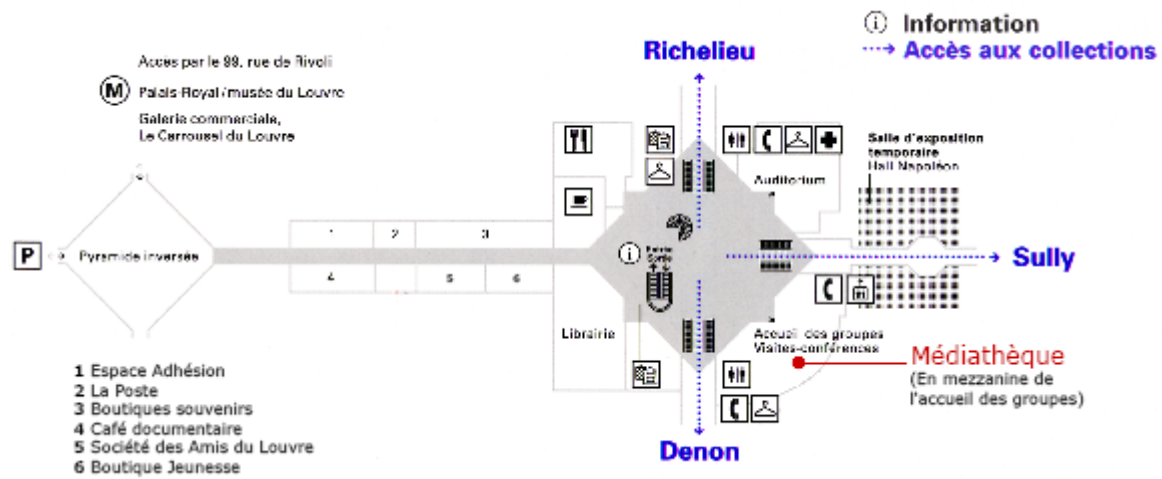 Information
Accès aux collections
Richelieu
Accès par le 99, rue de Rivoli
M Palais-Royal/musée du Louvre
Galerie commerciale,
Le Carrousel du Louvre
Salle d'exposition
temporaire
Hall Napoléon
Auditorium
1 2 3
P Pyramide inversée
i
Entrée
Sortie
Sully
4 5 6
Librairie
Accueil des groupes
Visites-conférences
Médiathèque
(En mezzanine de
l'accueil des groupes)
1 Espace Adhésion
2 La Poste
3 Boutiques souvenirs
4 Café documentaire
5 Société des Amis du Louvre
6 Boutique Jeunesse
Denon